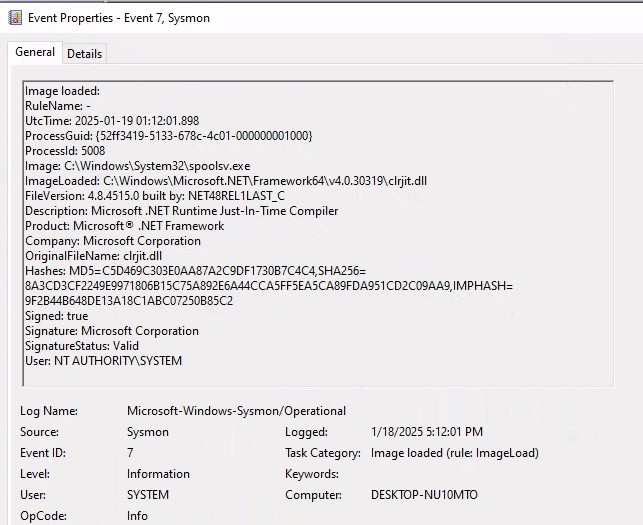 Event Properties - Event 7, Sysmon
General Details
Image loaded:
RuleName: -
UtcTime: 2025-01-19 01:12:01.898
ProcessGuid: {52ff3419-5133-678c-4c01-000000001000}
ProcessId: 5008
Image: C:\Windows\System32\spoolsv.exe
ImageLoaded: C:\Windows\Microsoft.NET\Framework64\v4.0.30319\clrjit.dll
FileVersion: 4.8.4515.0 built by: NET48REL1LAST_C
Description: Microsoft .NET Runtime Just-In-Time Compiler
Product: Microsoft® .NET Framework
Company: Microsoft Corporation
OriginalFileName: clrjit.dll
Hashes: MD5=C5D469C303E0AA87A2C9DF1730B7C4C4,SHA256=
8A3CD3CF2249E9971806B15C75A892E6A44CCA5FF5EA5CA89FDA951CD2C09AA9,IMPHASH=
9F2B44B648DE13A18C1ABC07250B85C2
Signed: true
Signature: Microsoft Corporation
SignatureStatus: Valid
User: NT AUTHORITY\SYSTEM
Log Name: Microsoft-Windows-Sysmon/Operational
Source: Sysmon Logged: 1/18/2025 5:12:01 PM
Event ID: 7 Task Category: Image loaded (rule: ImageLoad)
Level: Information Keywords:
User: SYSTEM Computer: DESKTOP-NU10MTO
OpCode: Info